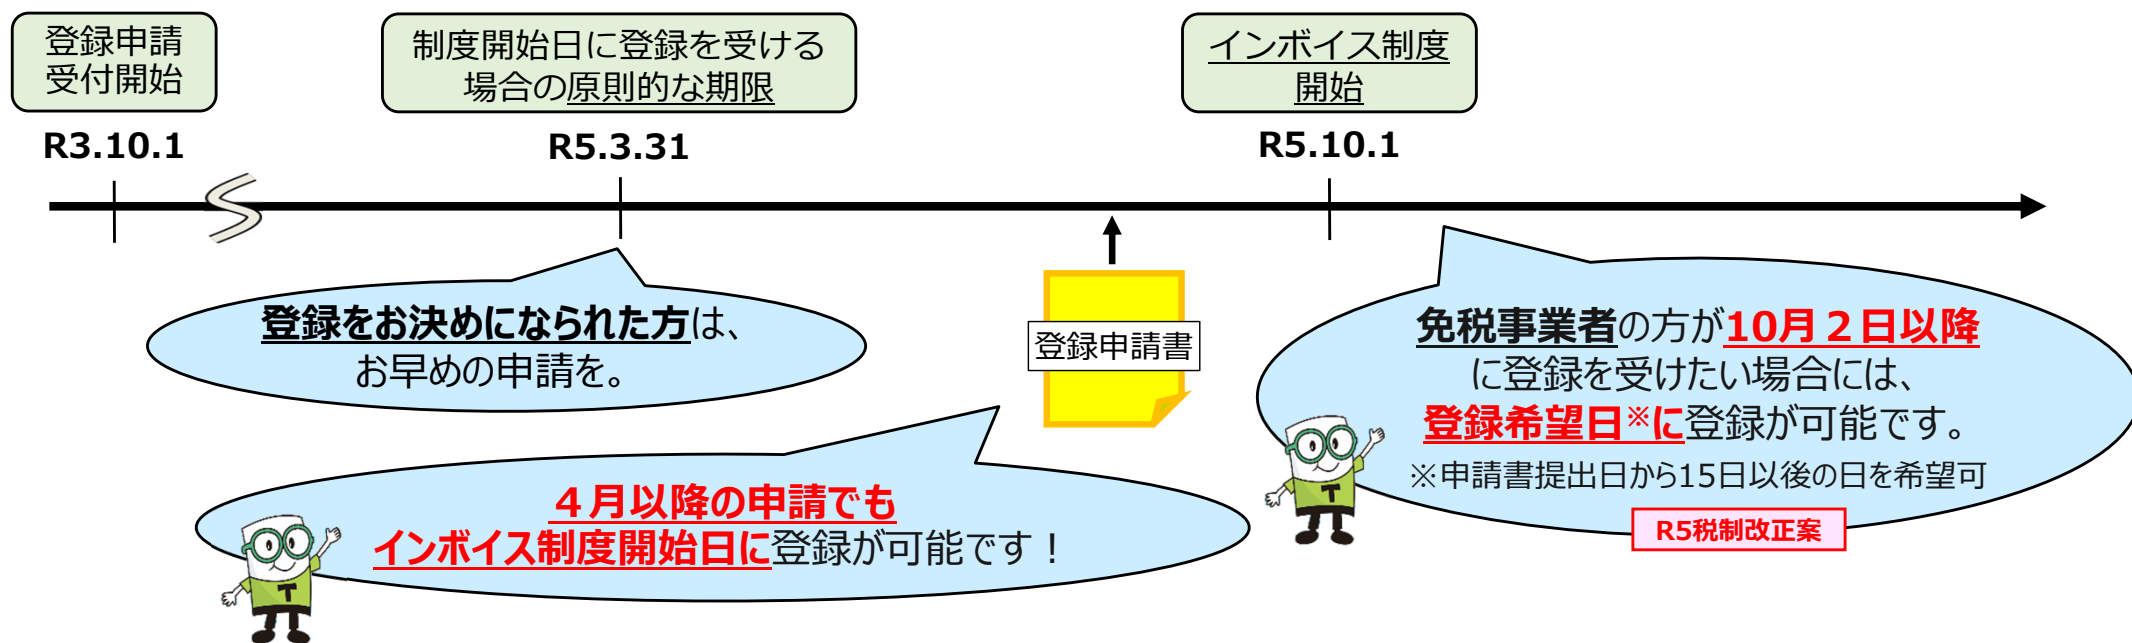 登録申請
受付開始
R3.10.1
制度開始日に登録を受ける
場合の原則的な期限
R5.3.31
インボイス制度
開始
R5.10.1
登録をお決めになられた方は、
お早めの申請を。
登録申請書
４月以降の申請でも
インボイス制度開始日に登録が可能です！
T
免税事業者の方が10月２日以降
に登録を受けたい場合には、
登録希望日※に登録が可能です。
※申請書提出日から15日以後の日を希望可
T
R5税制改正案